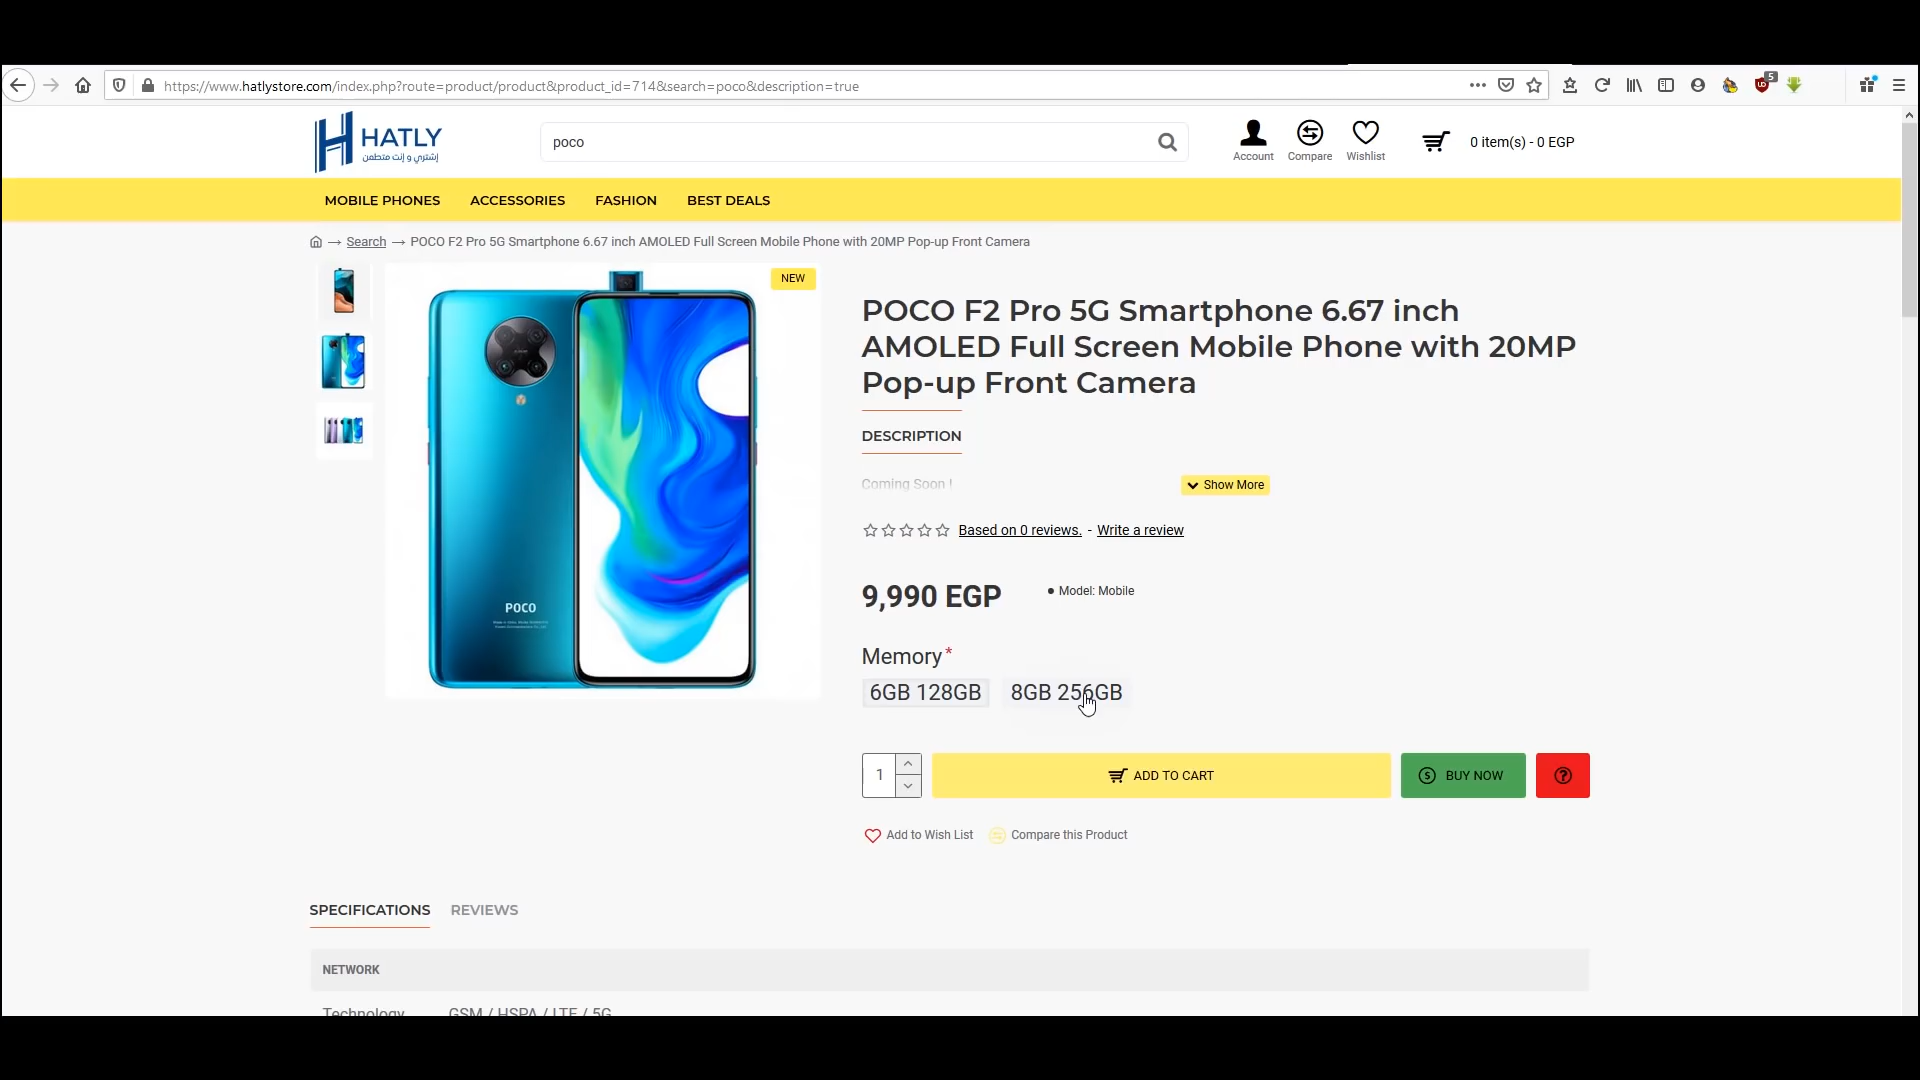 https://www.hatlystore.com/index.php?route=product/product&product_id=714&search=poco&description=true
5
HATLY
إشتري و إنت متطمن
poco
Account
Compare
Wishlist
0 item(s) - 0 EGP
MOBILE PHONES
ACCESSORIES
FASHION
BEST DEALS
Search
POCO F2 Pro 5G Smartphone 6.67 inch AMOLED Full Screen Mobile Phone with 20MP Pop-up Front Camera
NEW
POCO
POCO F2 Pro 5G Smartphone 6.67 inch
AMOLED Full Screen Mobile Phone with 20MP
Pop-up Front Camera
DESCRIPTION
Coming Soon !
Show More
Based on 0 reviews. - Write a review
9,990 EGP
Model: Mobile
Memory*
6GB 128GB
8GB 256GB
1
ADD TO CART
BUY NOW
Add to Wish List
Compare this Product
SPECIFICATIONS
REVIEWS
NETWORK
Technology
GSM / HSPA / LTE / 5G